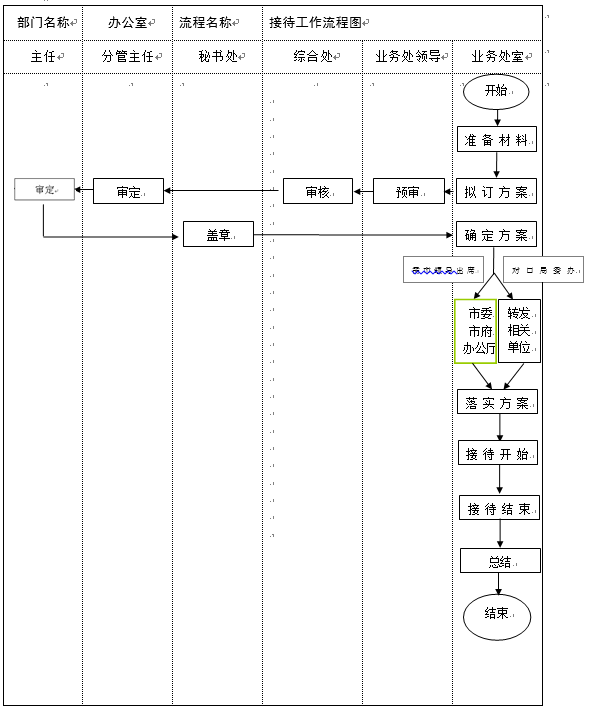 部门名称 办公室 流程名称 接待工作流程图
主任 分管主任 秘书处 综合处 业务处领导 业务处室
开始
准备材料
审定 审定 审核 预审 拟订方案
盖章 确定方案
出席 对口局委办
市委 转发
市府 相关
办公厅 单位
落实方案
接待开始
接待结束
总结
结束